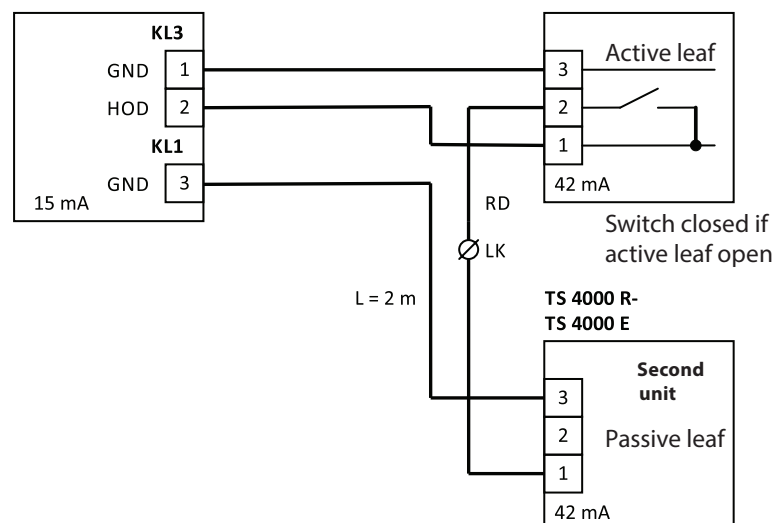 KL3
GND 1
HOD 2
KL1
GND 3
15 mA
3 Active leaf
2
1
42 mA
Switch closed if
active leaf open
RD
LK
L = 2 m
TS 4000 R-
TS 4000 E
Second
unit
3
2 Passive leaf
1
42 mA